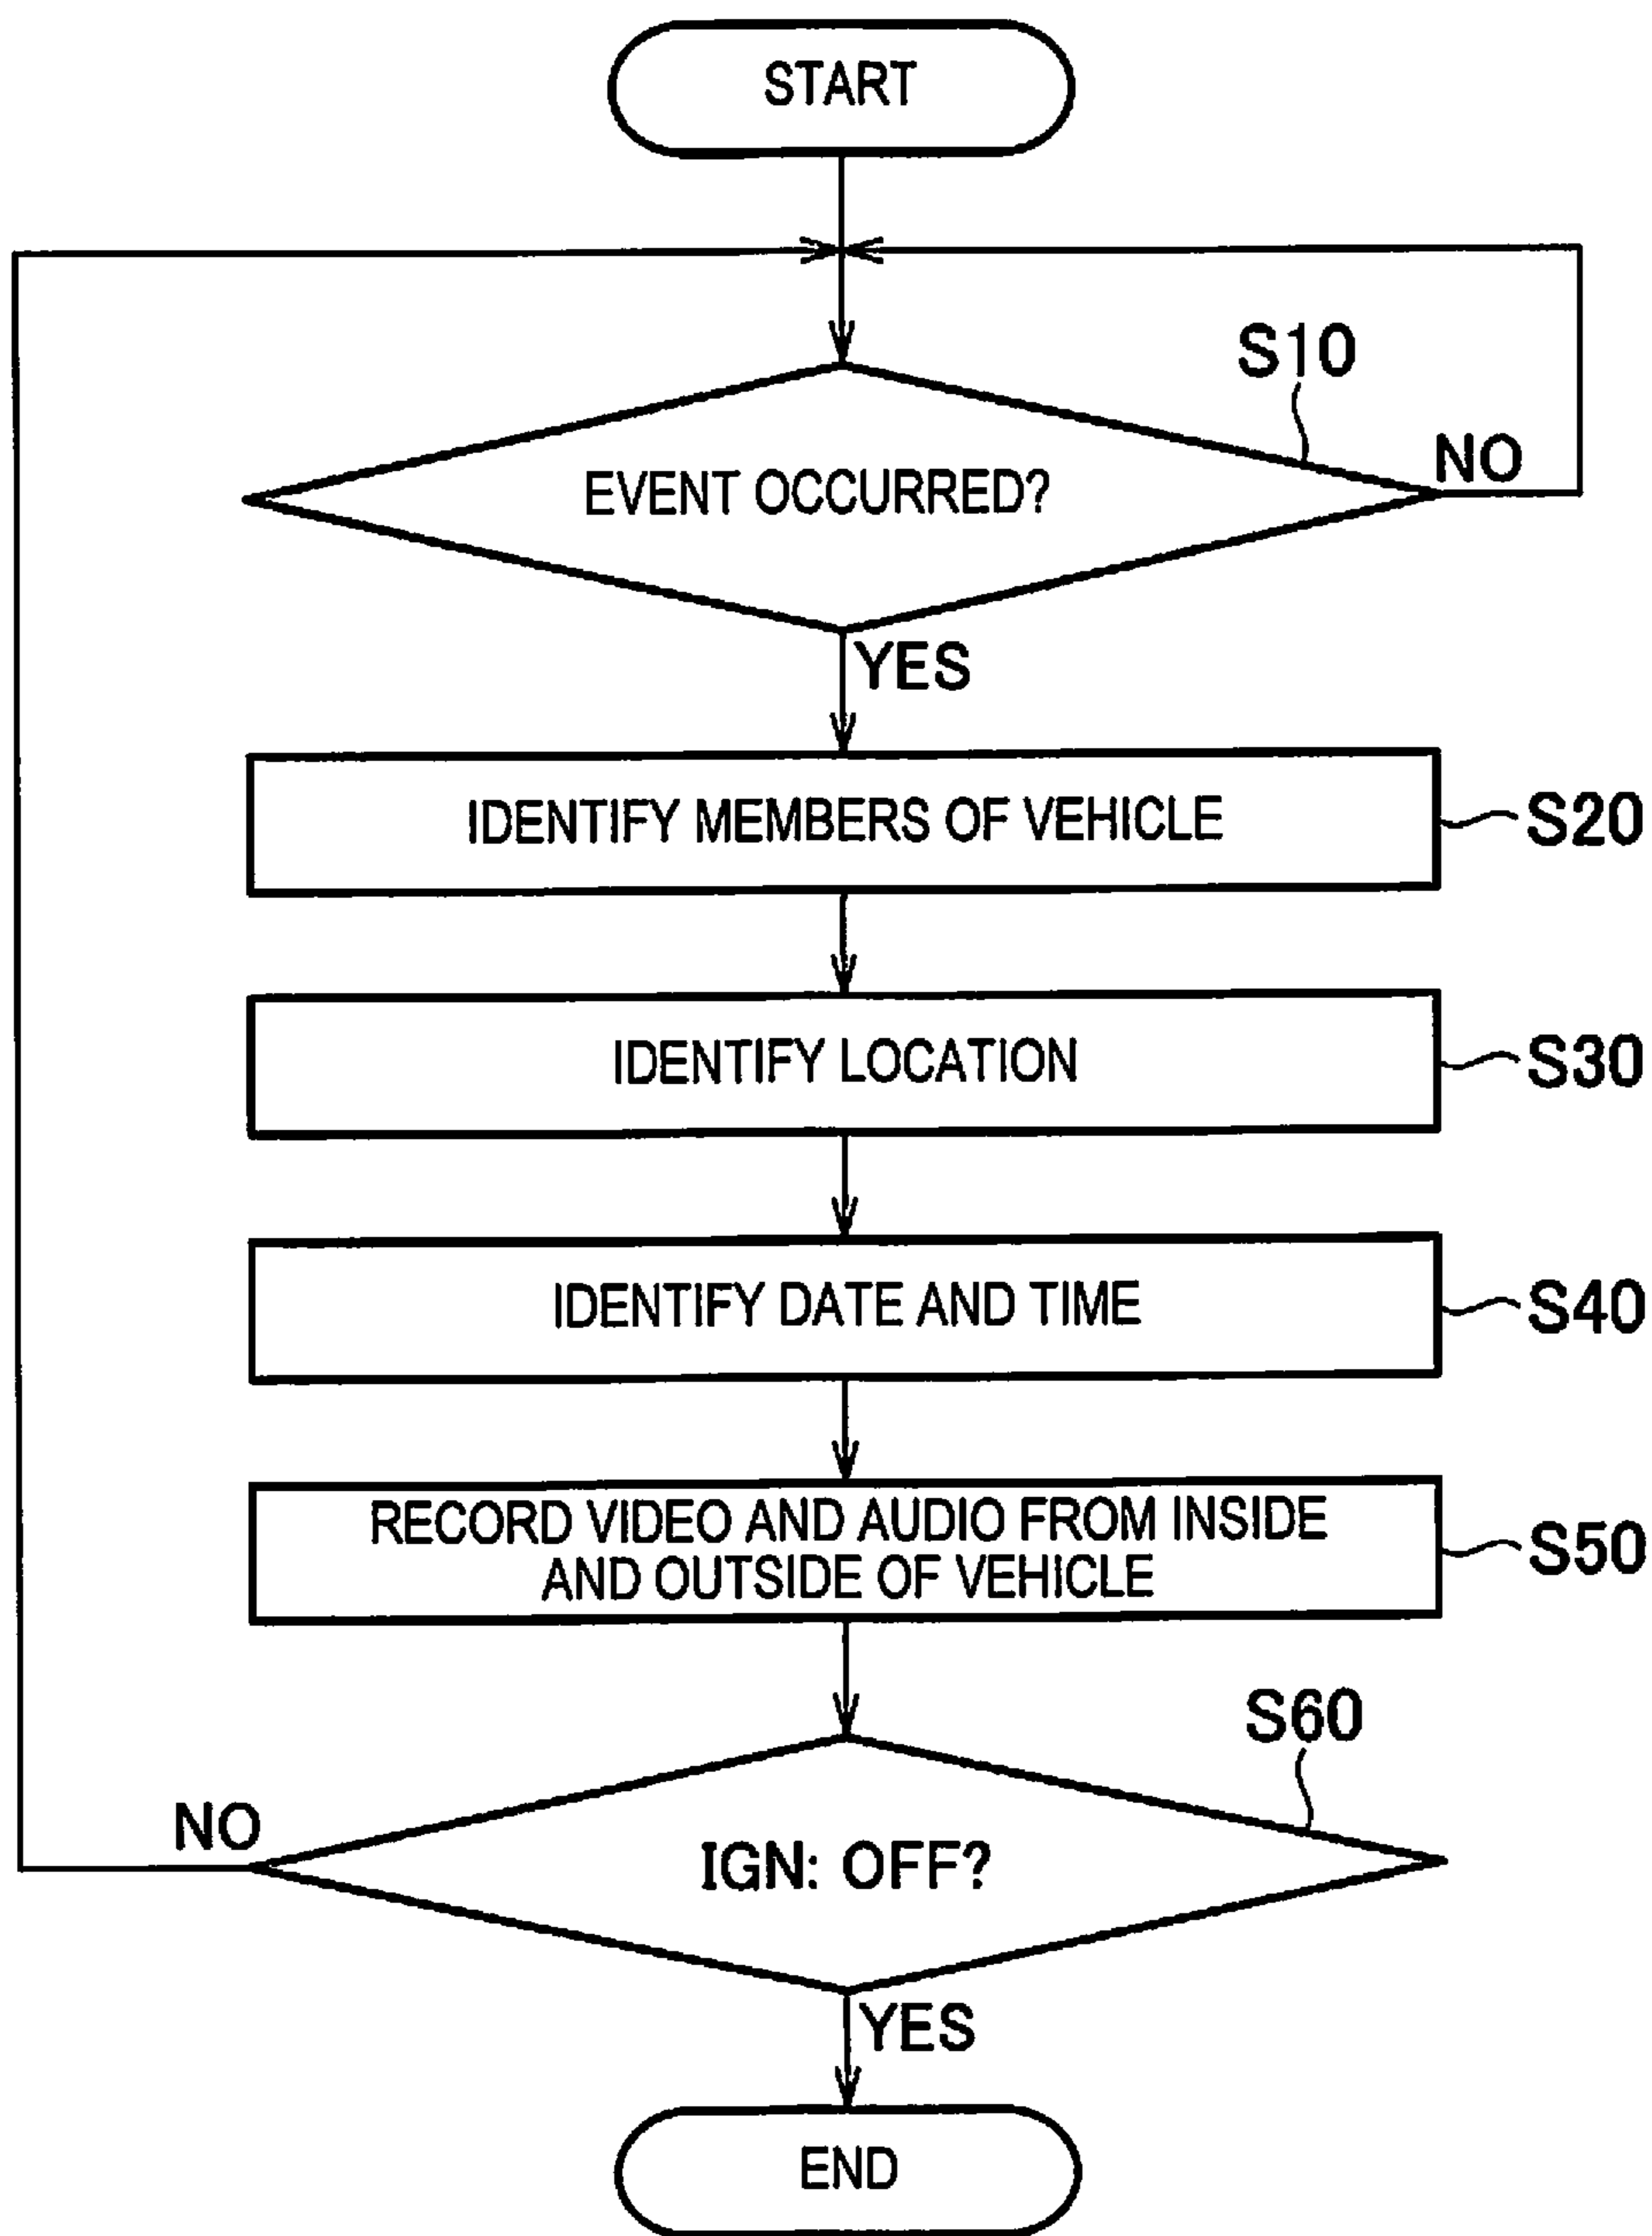 START
S10
EVENT OCCURRED?
NO
YES
IDENTIFY MEMBERS OF VEHICLE
S20
IDENTIFY LOCATION
S30
IDENTIFY DATE AND TIME
S40
RECORD VIDEO AND AUDIO FROM INSIDE
AND OUTSIDE OF VEHICLE
S50
S60
NO
IGN: OFF?
YES
END